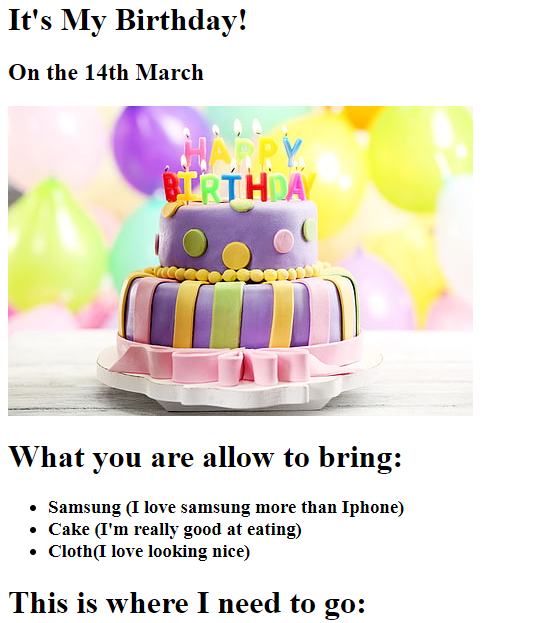 It's My Birthday!
On the 14th March
HAPPY
BIRTHDAY
What you are allow to bring:
Samsung (I love samsung more than Iphone)
Cake (I'm really good at eating)
Cloth(I love looking nice)
This is where I need to go: